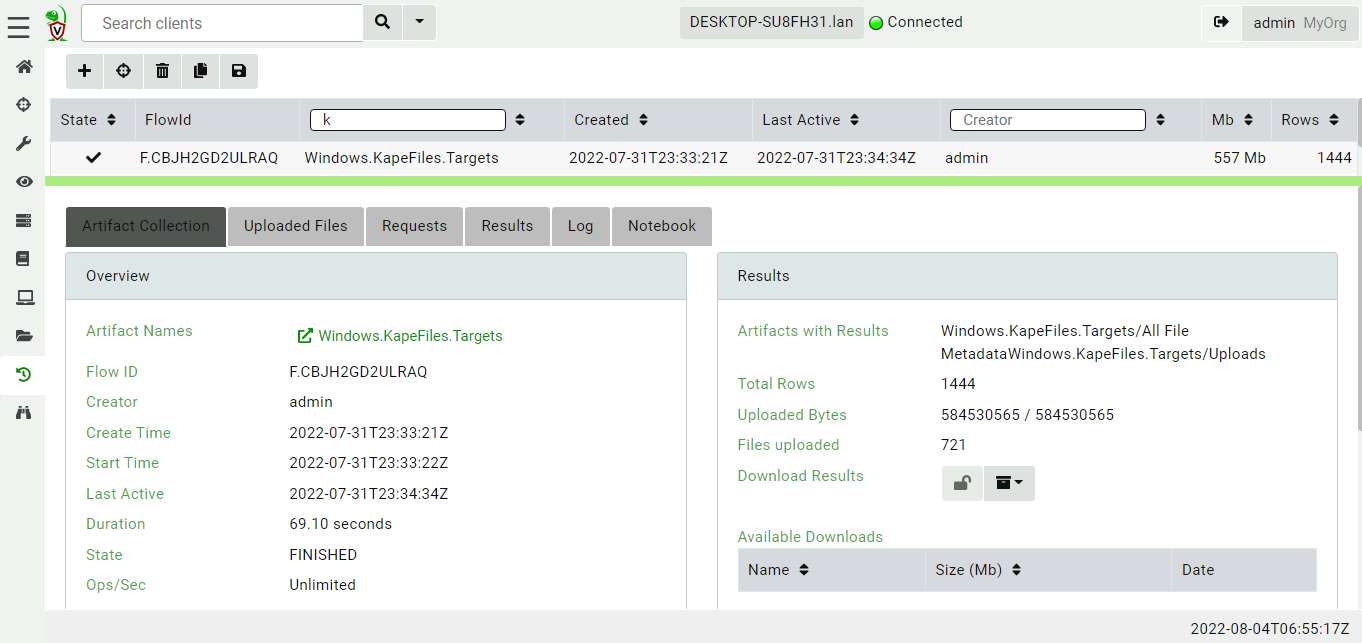 Search clients
DESKTOP-SU8FH31.lan Connected
admin MyOrg
State FlowId k Created Last Active Creator Mb Rows
F.CBJH2GD2ULRAQ Windows.KapeFiles.Targets 2022-07-31T23:33:21Z 2022-07-31T23:34:34Z admin 557 Mb 1444
Artifact Collection Uploaded Files Requests Results Log Notebook
Overview
Artifact Names Windows.KapeFiles.Targets
Flow ID F.CBJH2GD2ULRAQ
Creator admin
Create Time 2022-07-31T23:33:21Z
Start Time 2022-07-31T23:33:22Z
Last Active 2022-07-31T23:34:34Z
Duration 69.10 seconds
State FINISHED
Ops/Sec Unlimited
Results
Artifacts with Results Windows.KapeFiles.Targets/All File
MetadataWindows.KapeFiles.Targets/Uploads
Total Rows 1444
Uploaded Bytes 584530565 / 584530565
Files uploaded 721
Download Results
Available Downloads
Name Size (Mb) Date
2022-08-04T06:55:17Z